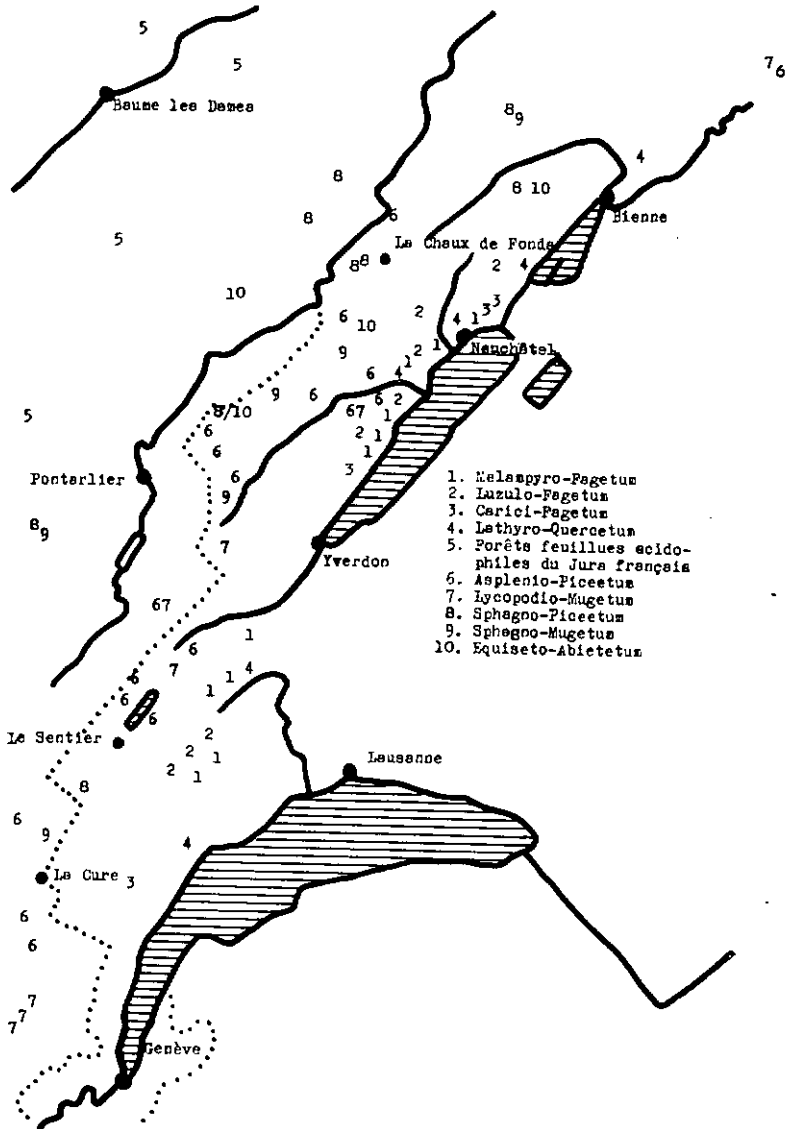 5
5
7 6
Baume les Dames
8 9
4
8
8 10
Bienne
8
6
5
La Chaux de Fonds
8 8
2 4
10
3
2
4 1 3
6
10
Neuchâtel
9
2 1
1
6 4
9 6
6 2
5
8/10
6 7 1
6
2 1
6
1
3
Pontarlier
6
9
1. Melampyro-Fagetum
2. Luzulo-Fagetum
3. Carici-Fagetum
4. Lathyro-Quercetum
5. Forêts feuillues acido-
philes du Jura français
6. Asplenio-Piceetum
7. Lycopodio-Mugetum
8. Sphagno-Piceetum
9. Sphagno-Mugetum
10. Equiseto-Abietetum
8 9
7
Yverdon
6 7
1
6
7
4
1
6
1
6
6
Le Sentier
2
2 1
2 1
Lausanne
8
6
9
4
La Cure
3
6
6
7
7
7
Genève